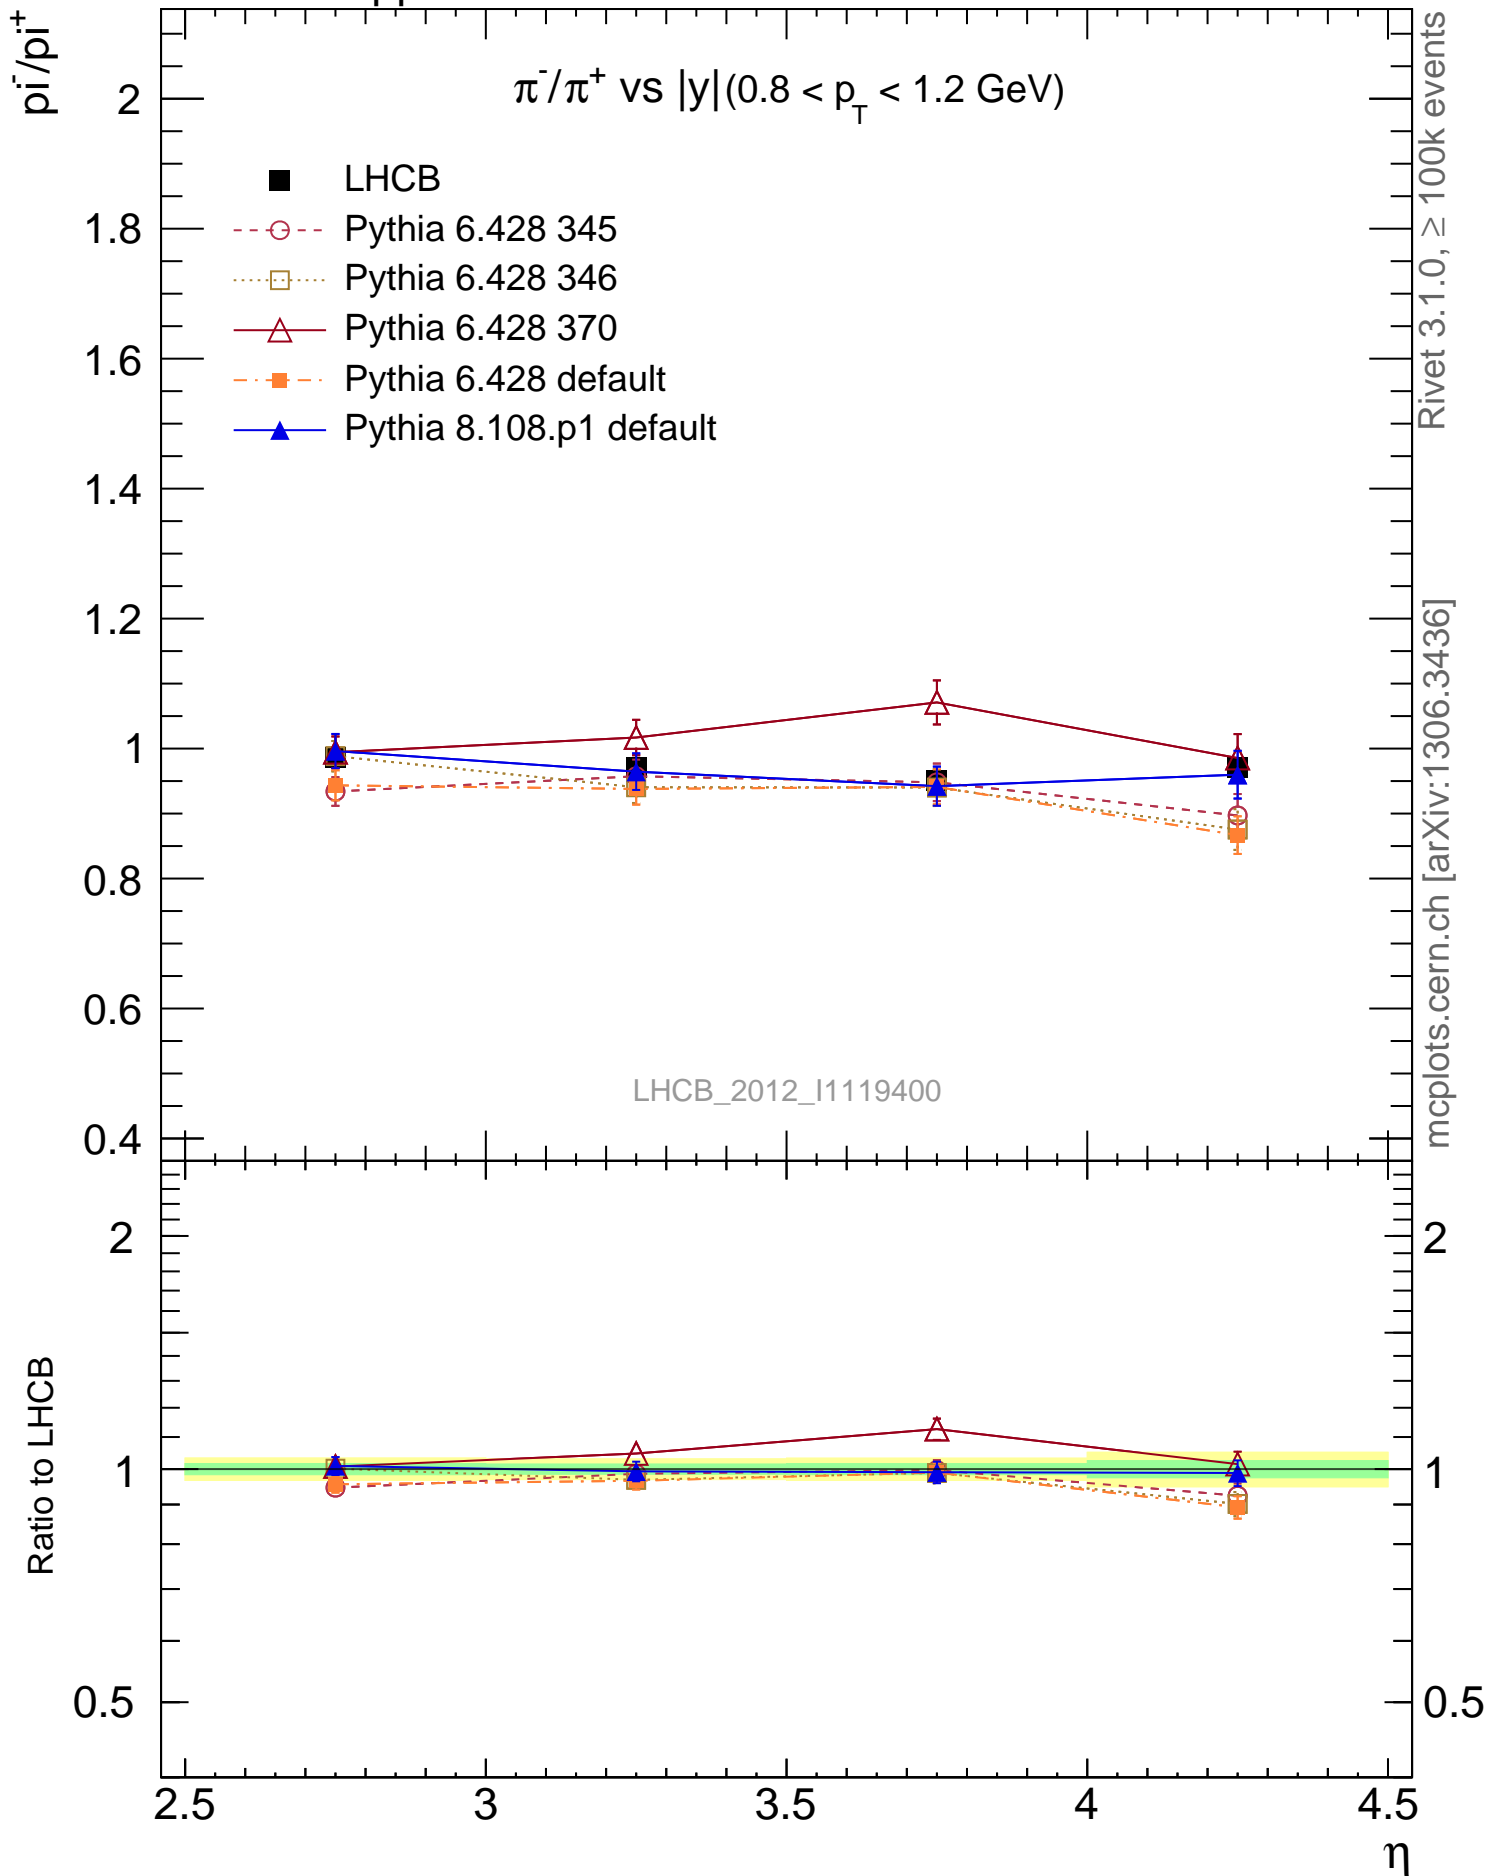 pi⁻/pi⁺
π⁻/π⁺ vs |y| (0.8 < p_T < 1.2 GeV)
LHCB
Pythia 6.428 345
Pythia 6.428 346
Pythia 6.428 370
Pythia 6.428 default
Pythia 8.108.p1 default
2
1.8
1.6
1.4
1.2
1
0.8
0.6
0.4
LHCB_2012_I1119400
Rivet 3.1.0, ≥ 100k events
mcplots.cern.ch [arXiv:1306.3436]
Ratio to LHCB
2
1
0.5
2
1
0.5
2.5 3 3.5 4 4.5
η